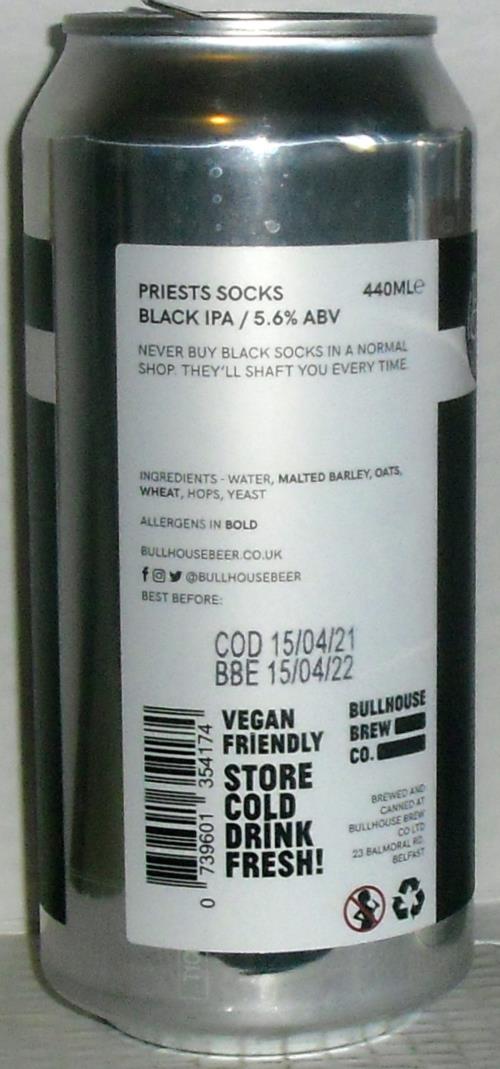 PRIESTS SOCKS 440ML℮
BLACK IPA / 5.6% ABV
NEVER BUY BLACK SOCKS IN A NORMAL
SHOP. THEY'LL SHAFT YOU EVERY TIME.
INGREDIENTS - WATER, MALTED BARLEY, OATS,
WHEAT, HOPS, YEAST
ALLERGENS IN BOLD
BULLHOUSEBEER.CO.UK
@BULLHOUSEBEER
BEST BEFORE:
COD 15/04/21
BBE 15/04/22
0 739601 354174
VEGAN
FRIENDLY
STORE
COLD
DRINK
FRESH!
BULLHOUSE
BREW
CO.
BREWED AND
CANNED AT
BULLHOUSE BREW
CO LTD
23 BALMORAL RD,
BELFAST